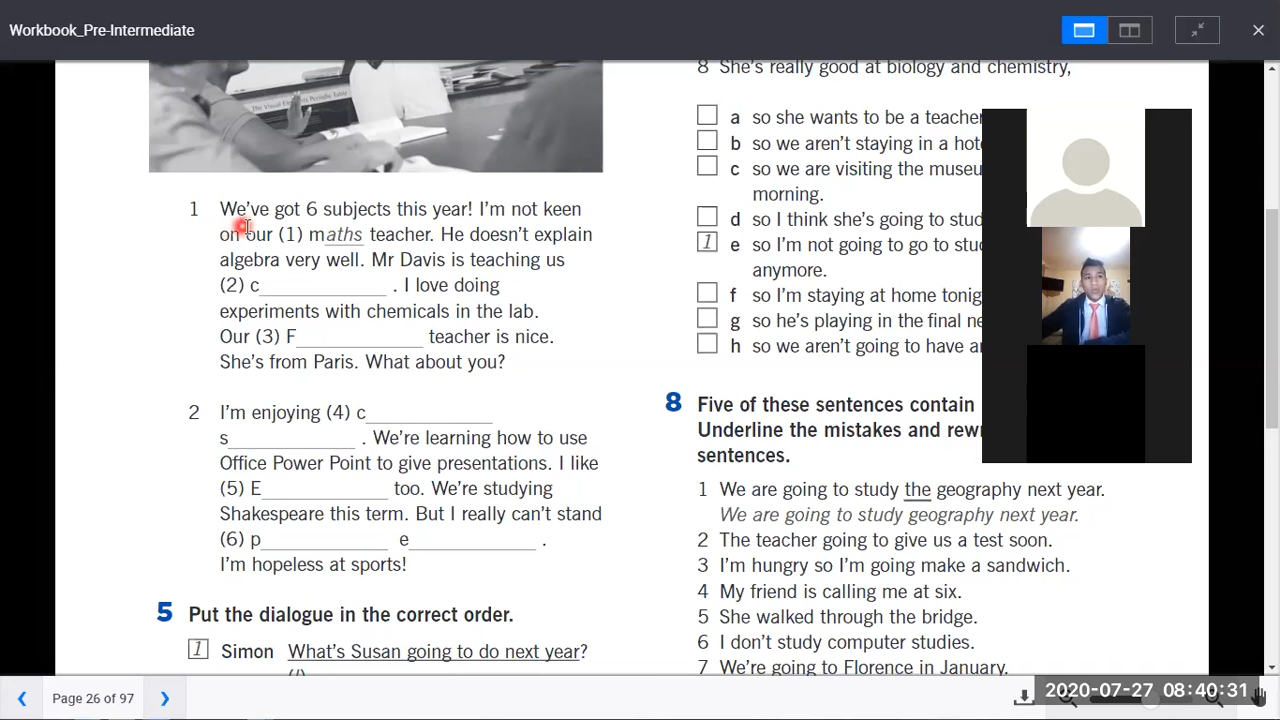 Workbook_Pre-Intermediate
1 We've got 6 subjects this year! I'm not keen
on our (1) maths teacher. He doesn't explain
algebra very well. Mr Davis is teaching us
(2) c______________ . I love doing
experiments with chemicals in the lab.
Our (3) F______________ teacher is nice.
She's from Paris. What about you?
2 I'm enjoying (4) c______________
s______________ . We're learning how to use
Office Power Point to give presentations. I like
(5) E______________ too. We're studying
Shakespeare this term. But I really can't stand
(6) p______________ e______________ .
I'm hopeless at sports!
5 Put the dialogue in the correct order.
1 Simon What's Susan going to do next year?
8 She's really good at biology and chemistry,
a so she wants to be a teacher
b so we aren't staying in a
c so we are visiting the
morning.
d so I think she's going to
1 e so I'm not going to go to
anymore.
f so I'm staying at home
g so he's playing in the final
h so we aren't going to have
8 Five of these sentences contain
Underline the mistakes and
sentences.
1 We are going to study the geography next year.
We are going to study geography next year.
2 The teacher going to give us a test soon.
3 I'm hungry so I'm going make a sandwich.
4 My friend is calling me at six.
5 She walked through the bridge.
6 I don't study computer studies.
7 We're going to Florence in January.
Page 26 of 97
2020-07-27 08:40:31